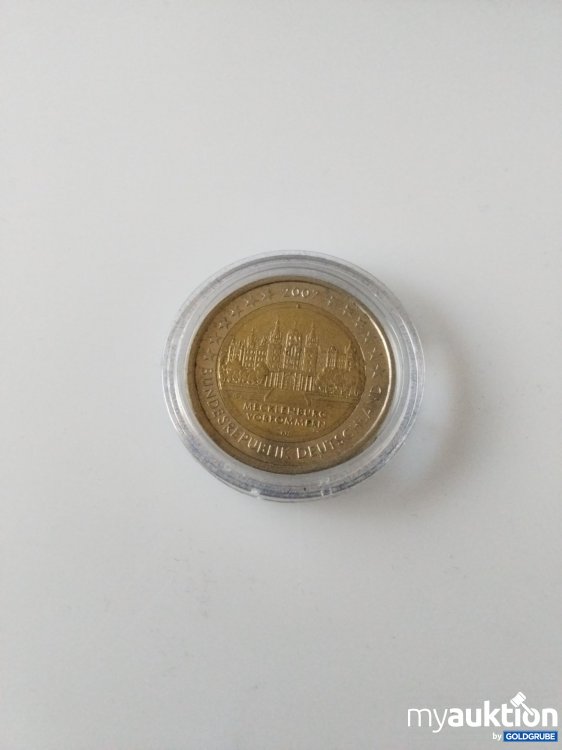 2007
MECKLENBURG
VORPOMMERN
BUNDESREPUBLIK DEUTSCHLAND
myauktion
by GOLDGRUBE